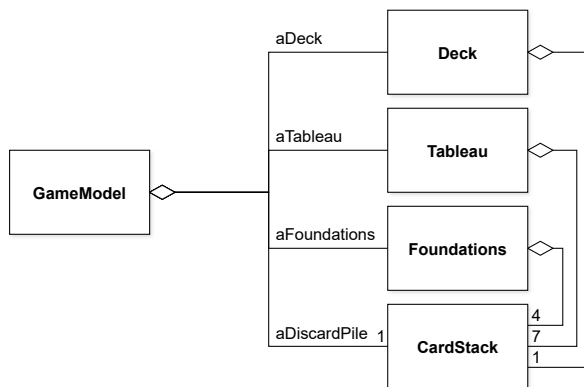 aDeck
Deck
aTableau
Tableau
GameModel
aFoundations
Foundations
4
aDiscardPile
1
7
CardStack
1